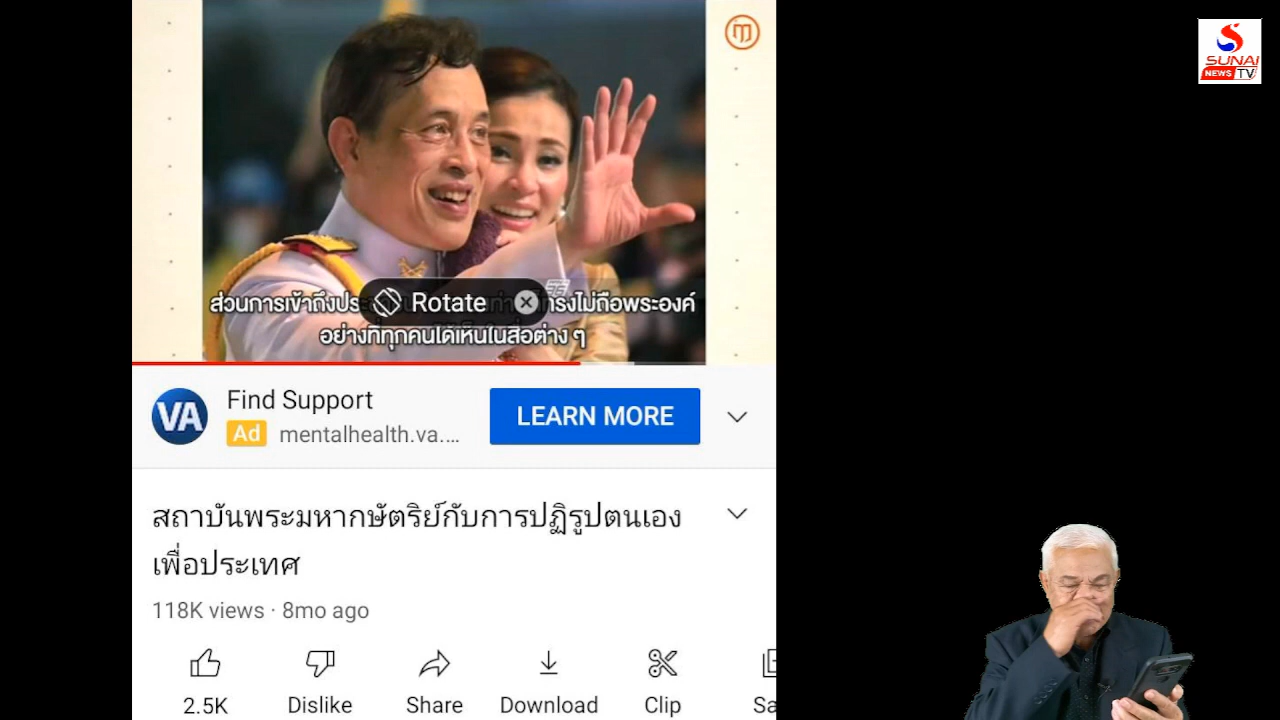 SUNAI
NEWS TV
ส่วนการเข้าถึงประ
ทรงไม่ถือพระองค์
Rotate
อย่างที่ทุกคนได้เห็นในสื่อต่าง ๆ
VA
Find Support
Ad mentalhealth.va....
LEARN MORE
สถาบันพระมหากษัตริย์กับการปฏิรูปตนเอง
เพื่อประเทศ
118K views · 8mo ago
2.5K Dislike Share Download Clip Sa